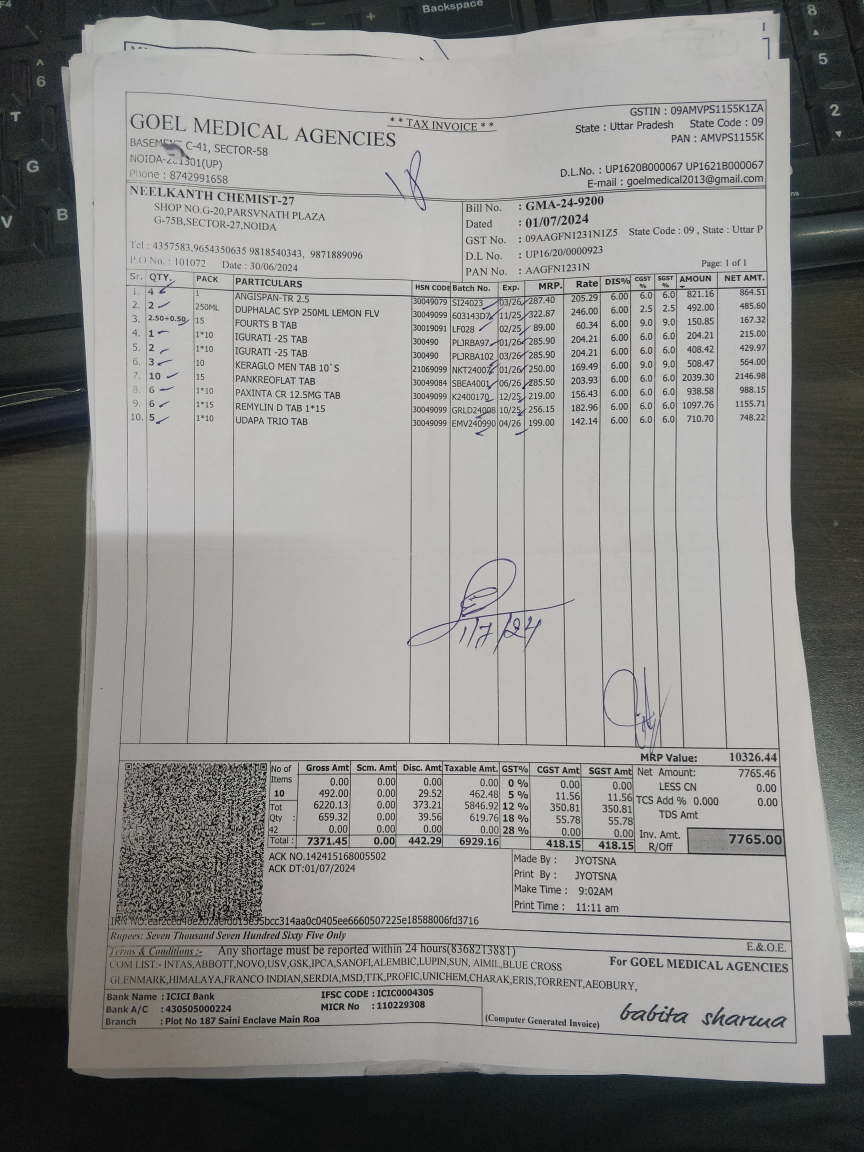 ** TAX INVOICE **
GOEL MEDICAL AGENCIES
C-41, SECTOR-58
NOIDA-201301(UP)
Phone : 8742991658
GSTIN : 09AMVPS1155K1ZA
State : Uttar Pradesh State Code : 09
PAN : AMVPS1155K
D.L.No. : UP1620B000067 UP1621B000067
E-mail : goelmedical2013@gmail.com
18
NEELKANTH CHEMIST-27
SHOP NO.G-20,PARSVNATH PLAZA
G-75B,SECTOR-27,NOIDA
Tel : 4357583,9654350635 9818540343, 9871889096
P.O No. : 101072 Date : 30/06/2024
Bill No. : GMA-24-9200
Dated : 01/07/2024
GST No. : 09AAGFN1231N1Z5 State Code : 09 , State : Uttar P
D.L No. : UP16/20/0000923
PAN No. : AAGFN1231N Page: 1 of 1
Sr. QTY. PACK PARTICULARS HSN CODE Batch No. Exp. MRP. Rate DIS% CGST % SGST % AMOUN NET AMT.
1. 4 1 ANGISPAN-TR 2.5 30049079 SI24023 03/26 287.40 205.29 6.00 6.0 6.0 821.16 864.51
2. 2 250ML DUPHALAC SYP 250ML LEMON FLV 30049099 603143D7 11/25 322.87 246.00 6.00 2.5 2.5 492.00 485.60
3. 2.50+0.50 15 FOURTS B TAB 30019091 LF028 02/25 89.00 60.34 6.00 9.0 9.0 150.85 167.32
4. 1 1*10 IGURATI -25 TAB 300490 PLJRBA97 01/26 285.90 204.21 6.00 6.0 6.0 204.21 215.00
5. 2 1*10 IGURATI -25 TAB 300490 PLJRBA102 03/26 285.90 204.21 6.00 6.0 6.0 408.42 429.97
6. 3 10 KERAGLO MEN TAB 10`S 21069099 NKT24007 01/26 250.00 169.49 6.00 9.0 9.0 508.47 564.00
7. 10 15 PANKREOFLAT TAB 30049084 SBEA4001 06/26 285.50 203.93 6.00 6.0 6.0 2039.30 2146.98
8. 6 1*10 PAXINTA CR 12.5MG TAB 30049099 K2400170 12/25 219.00 156.43 6.00 6.0 6.0 938.58 988.15
9. 6 1*15 REMYLIN D TAB 1*15 30049099 GRLD24008 10/25 256.15 182.96 6.00 6.0 6.0 1097.76 1155.71
10. 5 1*10 UDAPA TRIO TAB 30049099 EMV240990 04/26 199.00 142.14 6.00 6.0 6.0 710.70 748.22
1/7/24
MRP Value: 10326.44
No of Items Gross Amt Scm. Amt Disc. Amt Taxable Amt. GST% CGST Amt SGST Amt
0.00 0.00 0.00 0.00 0 % 0.00 0.00
10 492.00 0.00 29.52 462.48 5 % 11.56 11.56
Tot 6220.13 0.00 373.21 5846.92 12 % 350.81 350.81
Qty : 659.32 0.00 39.56 619.76 18 % 55.78 55.78
42 0.00 0.00 0.00 0.00 28 % 0.00 0.00
Total : 7371.45 0.00 442.29 6929.16 418.15 418.15
Net Amount: 7765.46
LESS CN 0.00
TCS Add % 0.000 0.00
TDS Amt
Inv. Amt. R/Off 7765.00
ACK NO.142415168005502
ACK DT:01/07/2024
Made By : JYOTSNA
Print By : JYOTSNA
Make Time : 9:02AM
Print Time : 11:11 am
Rupees: Seven Thousand Seven Hundred Sixty Five Only
E.&O.E.
Terms & Conditions :- Any shortage must be reported within 24 hours(8368213881)
COM LIST:- INTAS,ABBOTT,NOVO,USV,GSK,IPCA,SANOFI,ALEMBIC,LUPIN,SUN, AIMIL,BLUE CROSS
GLENMARK,HIMALAYA,FRANCO INDIAN,SERDIA,MSD,TTK,PROFIC,UNICHEM,CHARAK,ERIS,TORRENT,AEOBURY,
For GOEL MEDICAL AGENCIES
Bank Name : ICICI Bank IFSC CODE : ICIC0004305
Bank A/C : 430505000224 MICR No : 110229308
Branch : Plot No 187 Saini Enclave Main Roa
(Computer Generated Invoice)
babita sharma